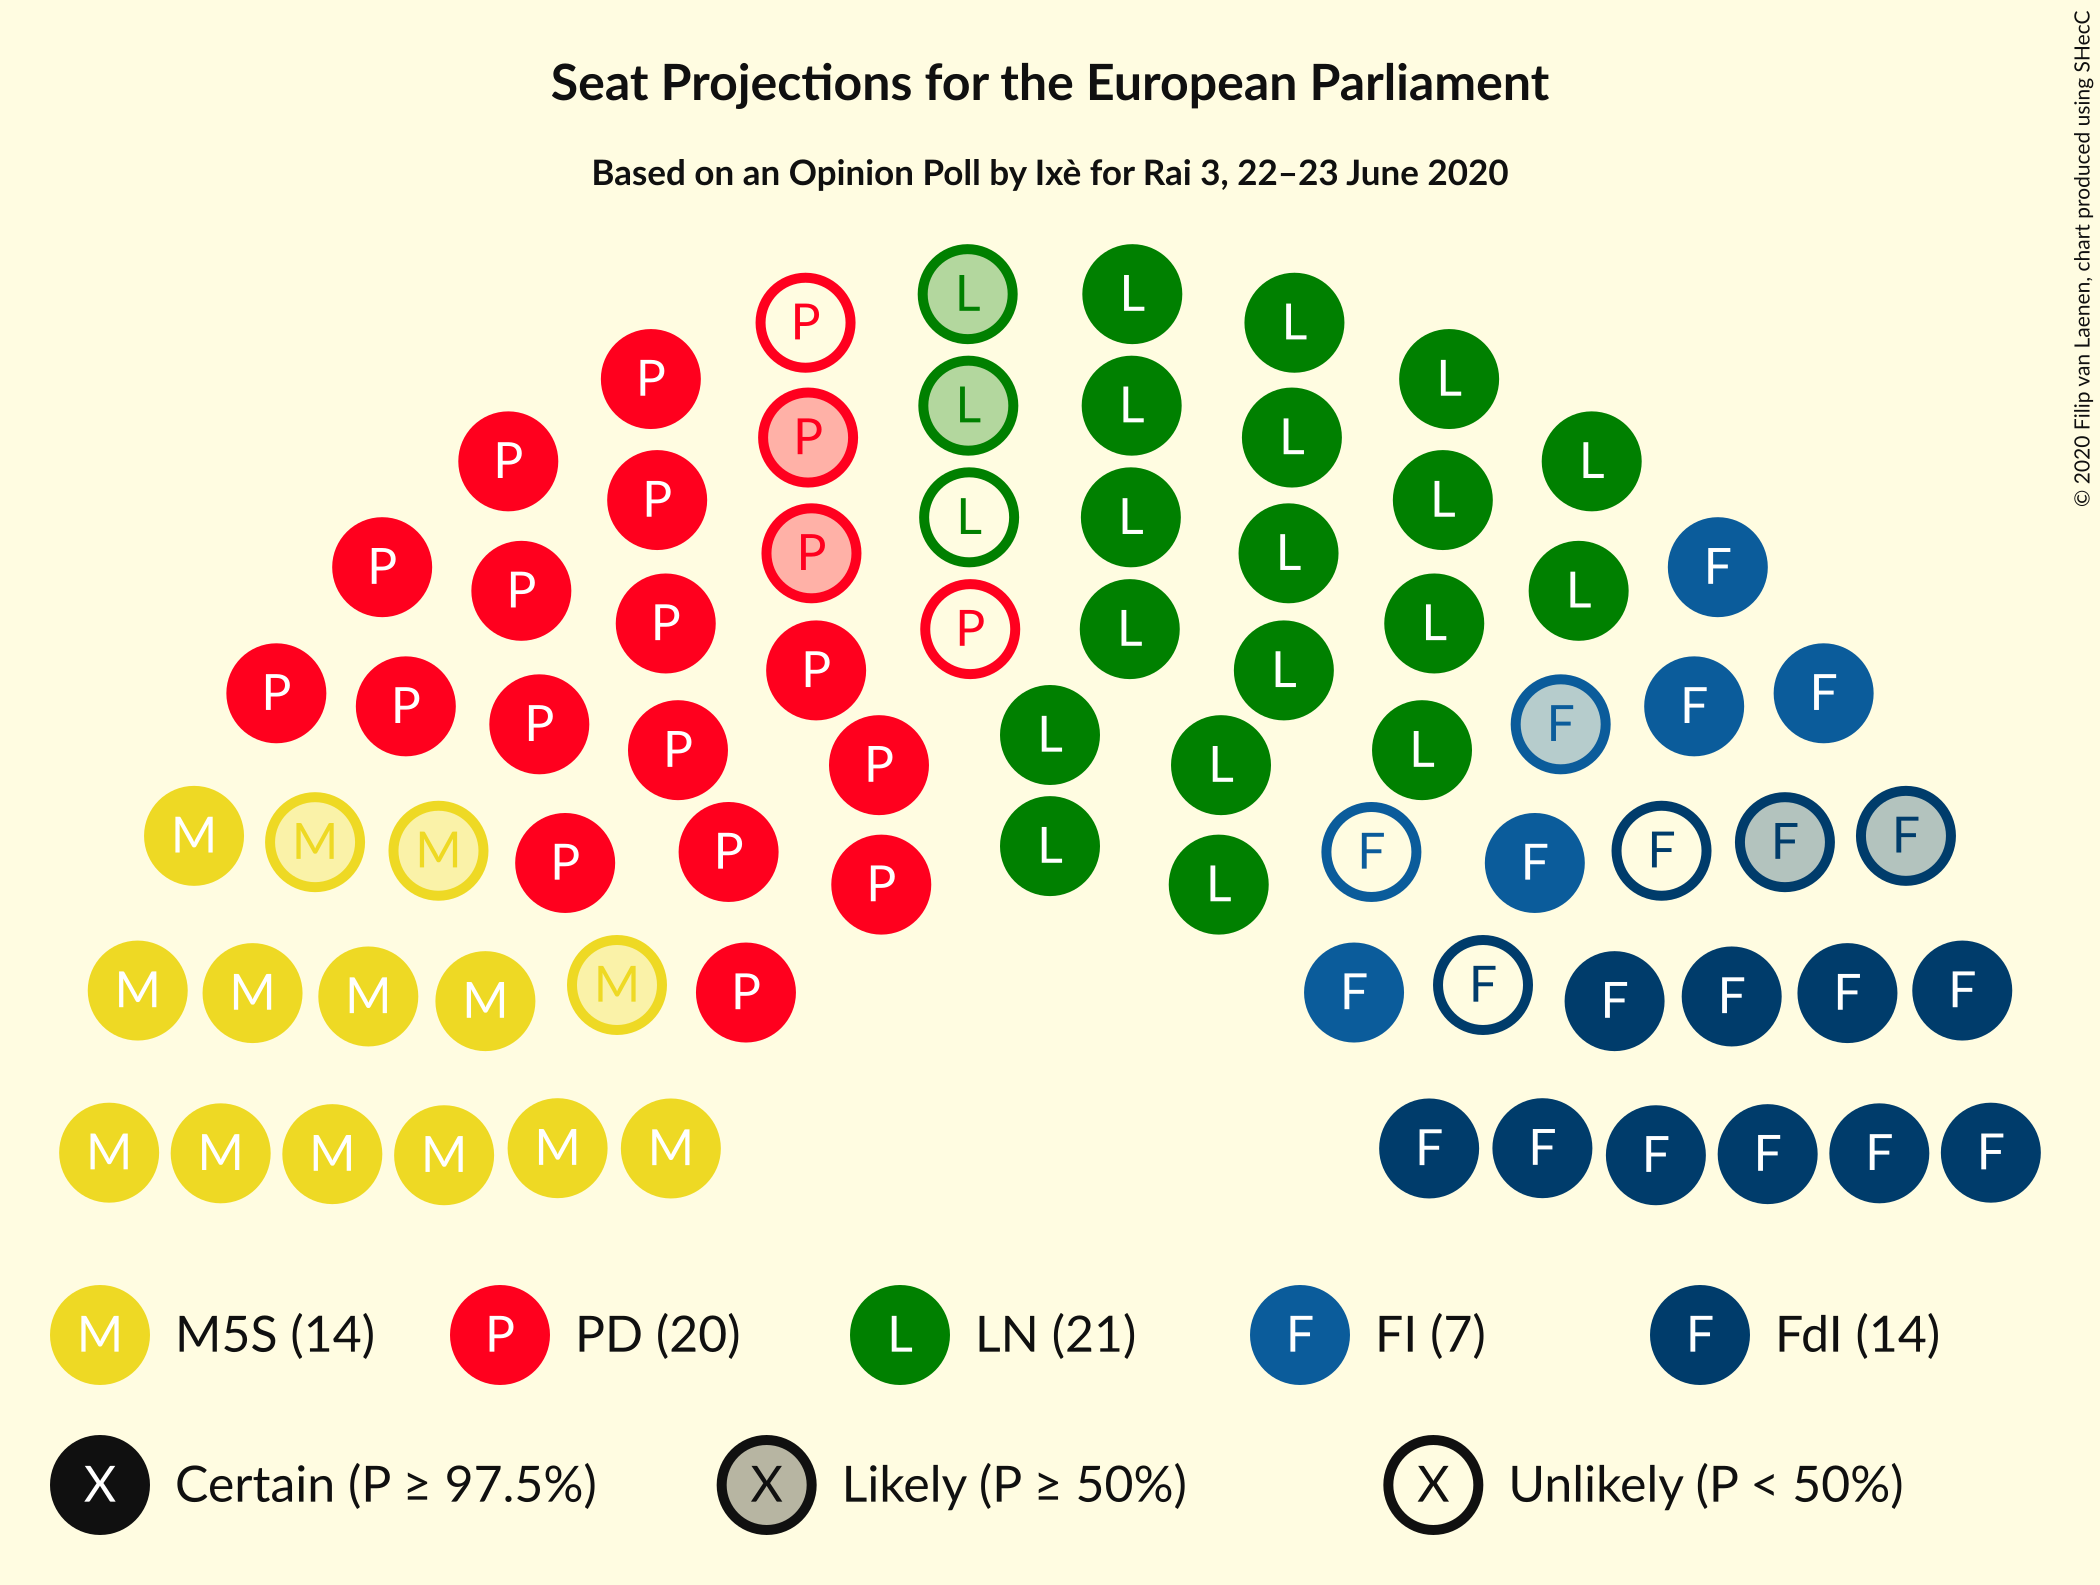 Seat Projections for the European Parliament
Based on an Opinion Poll by Ixè for Rai 3, 22–23 June 2020
© 2020 Filip van Laenen, chart produced using SHecC
L L
P L
P L
L L
P L
P L
P L
P L
L L
P L
P L
P F
P L
P L
P L
P L
P P
P F
P P F F
P F
P L
L
P L
M M M P P L F F F F F
P L
M M M M M P F F F F F F
M M M M M M F F F F F F
M M5S (14) P PD (20) L LN (21) F FI (7) F FdI (14)
X Certain (P ≥ 97.5%) X Likely (P ≥ 50%) X Unlikely (P < 50%)